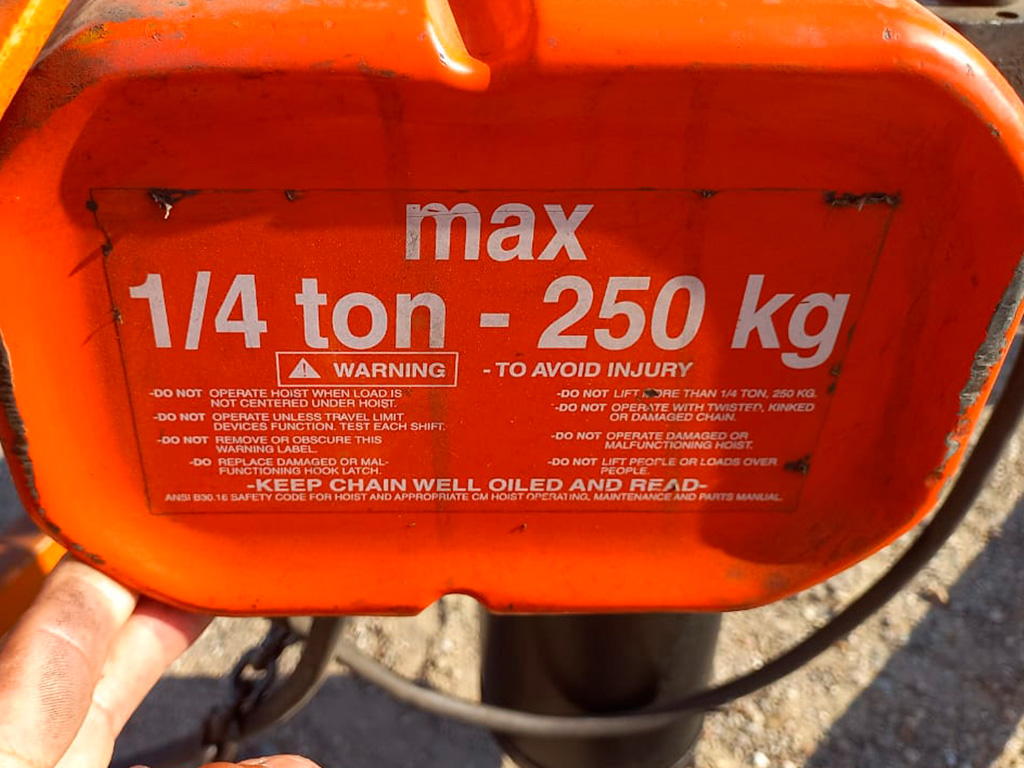 max
1/4 ton - 250 kg
⚠ WARNING - TO AVOID INJURY
-DO NOT OPERATE HOIST WHEN LOAD IS
NOT CENTERED UNDER HOIST.
-DO NOT OPERATE UNLESS TRAVEL LIMIT
DEVICES FUNCTION. TEST EACH SHIFT.
-DO NOT REMOVE OR OBSCURE THIS
WARNING LABEL.
-DO REPLACE DAMAGED OR MAL-
FUNCTIONING HOOK LATCH.
-DO NOT LIFT MORE THAN 1/4 TON, 250 KG.
-DO NOT OPERATE WITH TWISTED, KINKED
OR DAMAGED CHAIN.
-DO NOT OPERATE DAMAGED OR
MALFUNCTIONING HOIST.
-DO NOT LIFT PEOPLE OR LOADS OVER
PEOPLE.
-KEEP CHAIN WELL OILED AND READ-
ANSI B30.16 SAFETY CODE FOR HOIST AND APPROPRIATE CM HOIST OPERATING, MAINTENANCE AND PARTS MANUAL.